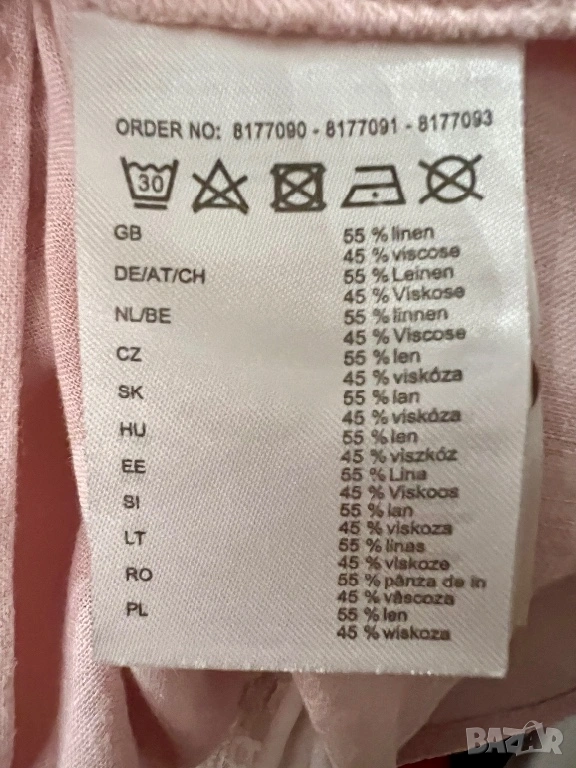 ORDER NO: 8177090 - 8177091 - 8177093
30
GB 55 % linen
45 % viscose
DE/AT/CH 55 % Leinen
45 % Viskose
NL/BE 55 % linnen
45 % Viscose
CZ 55 % len
45 % viskóza
SK 55 % lan
45 % viskóza
HU 55 % len
45 % viszkóz
EE 55 % Lina
45 % Viskoos
SI 55 % lan
45 % viskoza
LT 55 % linas
45 % viskoze
RO 55 % pânza de in
45 % vâscoza
PL 55 % len
45 % wiskoza
BAZAR